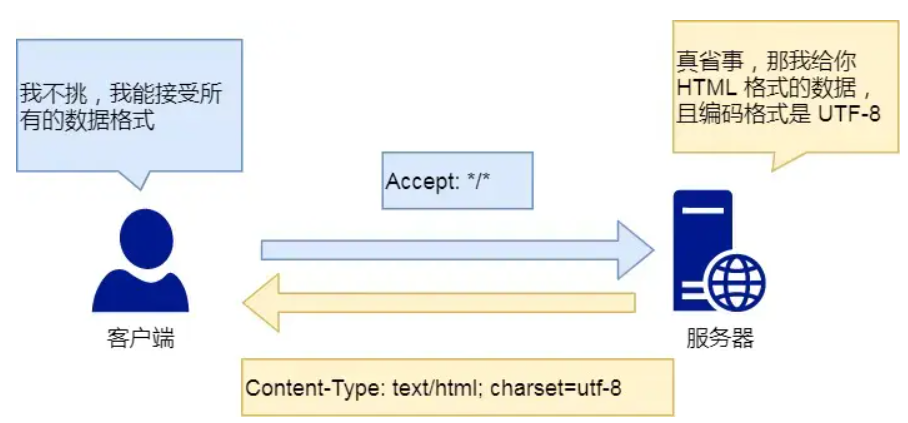 我不挑，我能接受所
有的数据格式
真省事，那我给你
HTML 格式的数据，
且编码格式是 UTF-8
Accept: */*
客户端
服务器
Content-Type: text/html; charset=utf-8